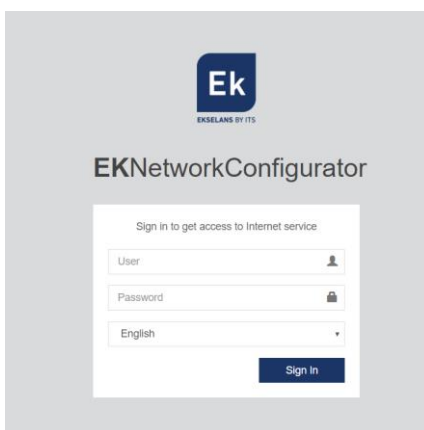 Ek
EKSELANS BY ITS
EKNetworkConfigurator
Sign in to get access to Internet service
User
Password
English
Sign In